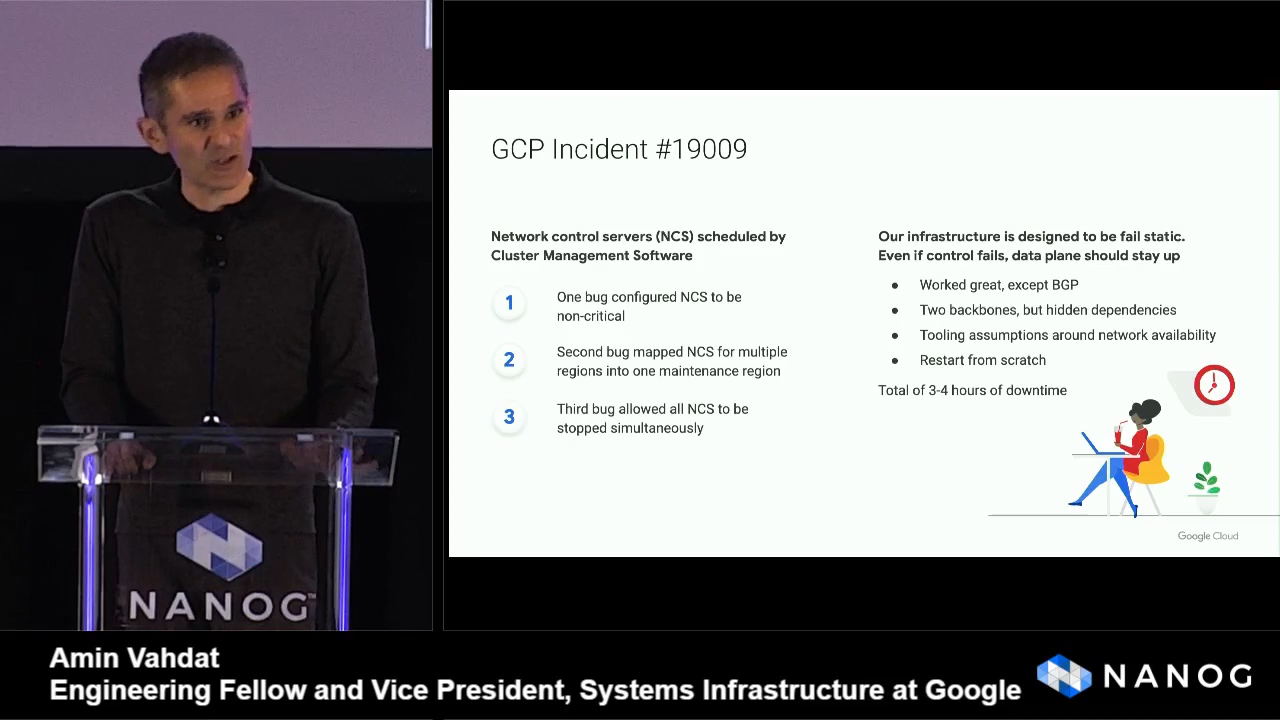 GCP Incident #19009
Network control servers (NCS) scheduled by
Cluster Management Software
1
One bug configured NCS to be
non-critical
2
Second bug mapped NCS for multiple
regions into one maintenance region
3
Third bug allowed all NCS to be
stopped simultaneously
Our infrastructure is designed to be fail static.
Even if control fails, data plane should stay up
● Worked great, except BGP
● Two backbones, but hidden dependencies
● Tooling assumptions around network availability
● Restart from scratch
Total of 3-4 hours of downtime
Google Cloud
NANOG™
Amin Vahdat
Engineering Fellow and Vice President, Systems Infrastructure at Google
NANOG